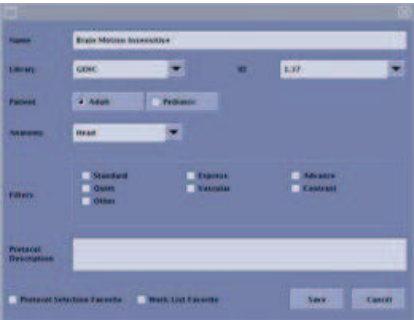 Name Brain Motion Insensitive
Library GEHC ID 1.37
Patient Adult Pediatric
Anatomy Head
Standard Express Advance
Filters Quiet Vascular Contrast
Other
Protocol
Description
Protocol Selection Favorite Work List Favorite Save Cancel